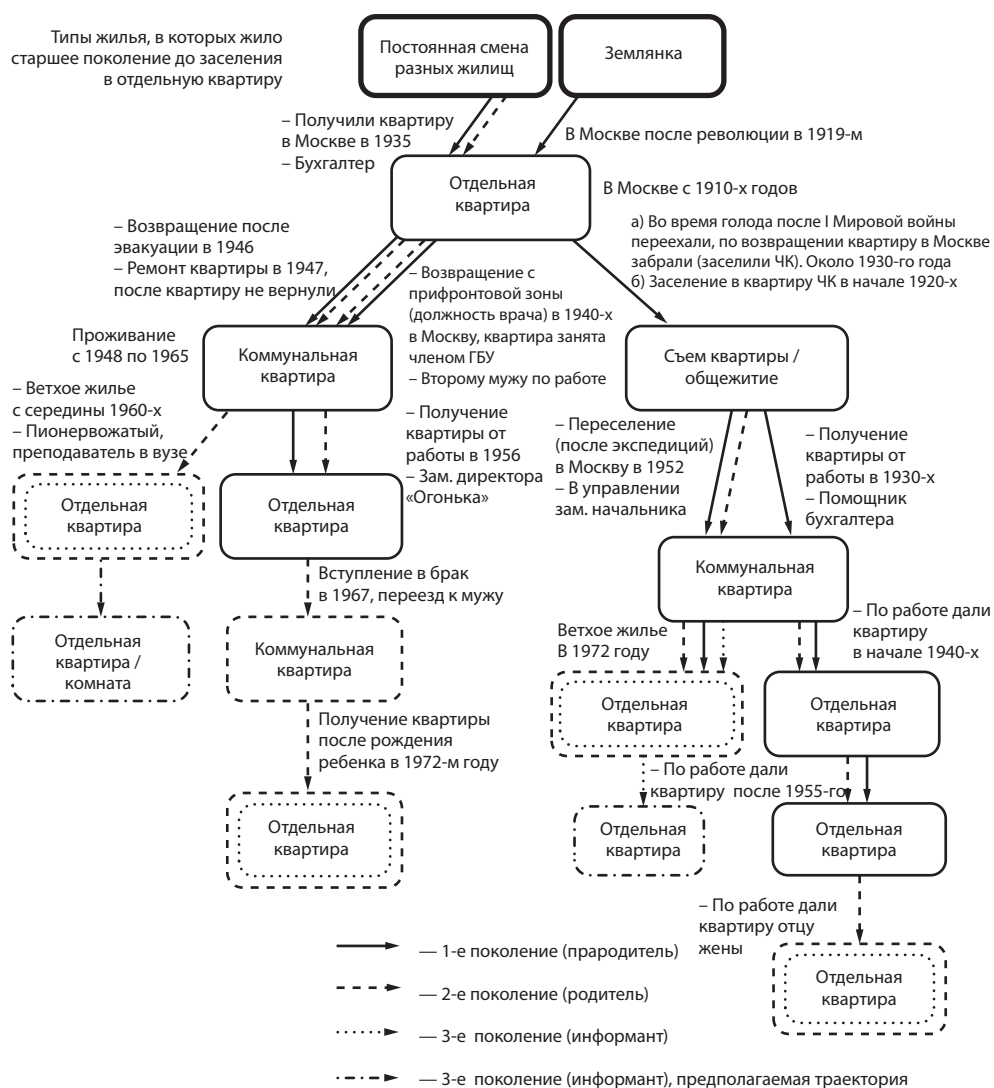 Типы жилья, в которых жило
старшее поколение до заселения
в отдельную квартиру
Постоянная смена
разных жилищ
Землянка
– Получили квартиру
в Москве в 1935
– Бухгалтер
В Москве после революции в 1919-м
Отдельная
квартира
В Москве с 1910-х годов
– Возвращение после
эвакуации в 1946
– Ремонт квартиры в 1947,
после квартиру не вернули
– Возвращение с
прифронтовой зоны
(должность врача) в 1940-х
в Москву, квартира занята
членом ГБУ
– Второму мужу по работе
а) Во время голода после I Мировой войны
переехали, по возвращении квартиру в Москве
забрали (заселили ЧК). Около 1930-го года
б) Заселение в квартиру ЧК в начале 1920-х
Проживание
с 1948 по 1965
Коммунальная
квартира
Съем квартиры /
общежитие
– Ветхое жилье
с середины 1960-х
– Пионервожатый,
преподаватель в вузе
– Получение
квартиры от
работы в 1956
– Зам. директора
«Огонька»
– Переселение
(после экспедиций)
в Москву в 1952
– В управлении
зам. начальника
– Получение
квартиры от
работы в 1930-х
– Помощник
бухгалтера
Отдельная
квартира
Отдельная
квартира
Коммунальная
квартира
Вступление в брак
в 1967, переезд к мужу
Отдельная
квартира /
комната
Коммунальная
квартира
Ветхое жилье
В 1972 году
– По работе дали
квартиру
в начале 1940-х
Отдельная
квартира
Отдельная
квартира
Получение квартиры
после рождения
ребенка в 1972-м году
– По работе дали
квартиру после 1955-го
Отдельная
квартира
Отдельная
квартира
Отдельная
квартира
– По работе дали
квартиру отцу
жены
Отдельная
квартира
— 1-е поколение (прародитель)
— 2-е поколение (родитель)
— 3-е поколение (информант)
— 3-е поколение (информант), предполагаемая траектория